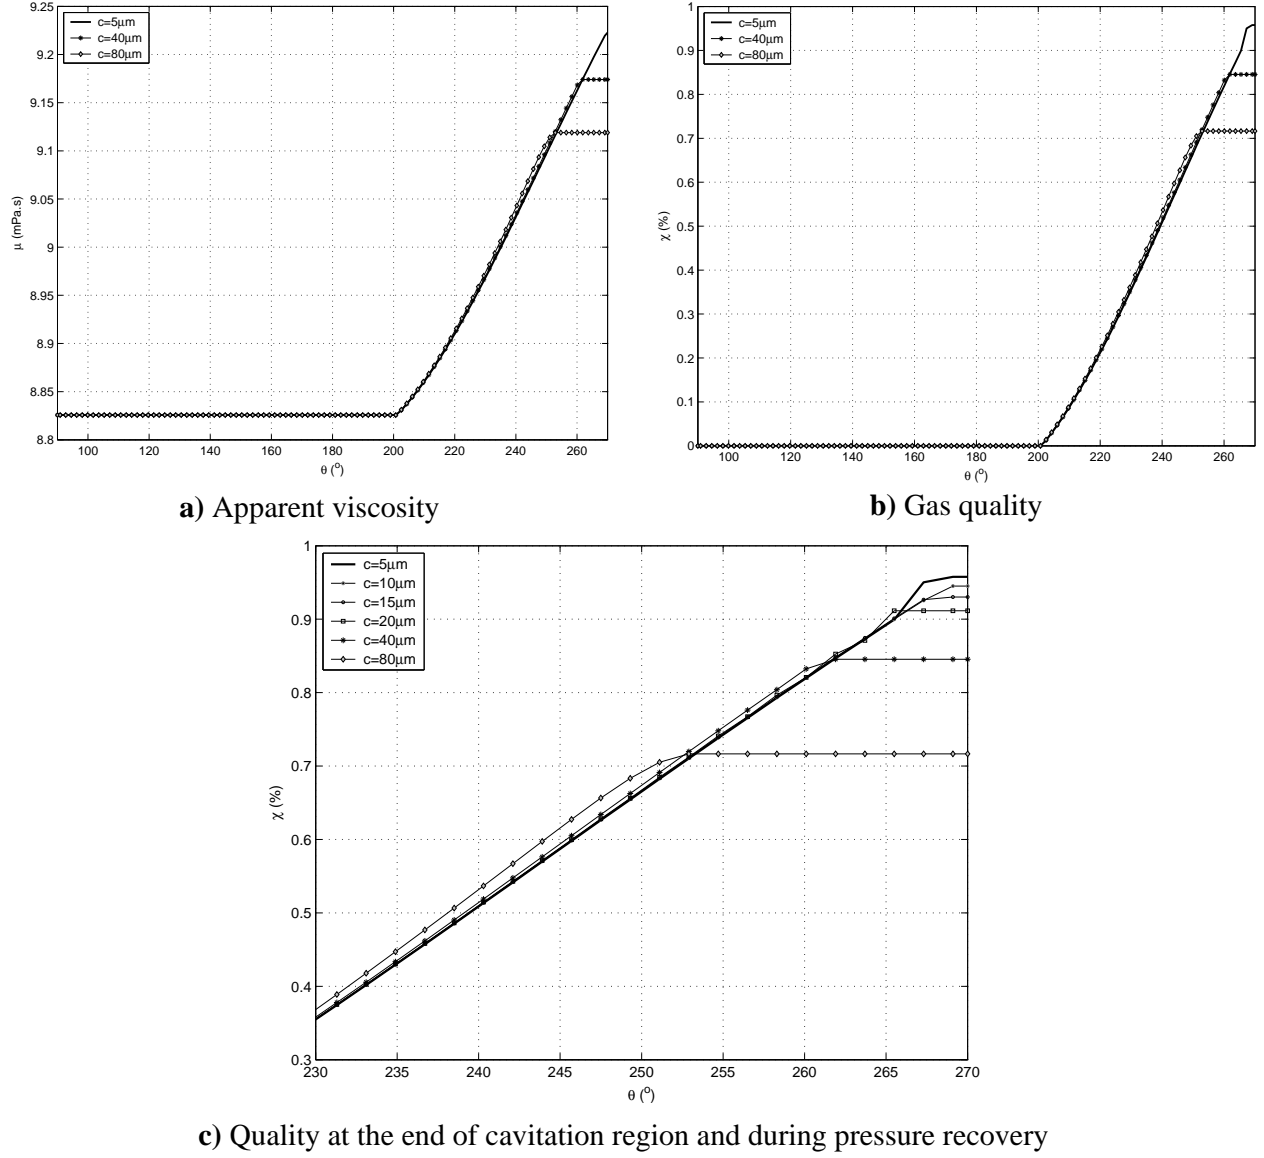 9.25
9.2
9.15
9.1
9.05
9
8.95
8.9
8.85
8.8
μ (mPa.s)
c=5μm
c=40μm
c=80μm
100 120 140 160 180 200 220 240 260
θ (o)
a) Apparent viscosity
1
0.9
0.8
0.7
0.6
0.5
0.4
0.3
0.2
0.1
0
χ (%)
c=5μm
c=40μm
c=80μm
100 120 140 160 180 200 220 240 260
θ (o)
b) Gas quality
1
0.9
0.8
0.7
0.6
0.5
0.4
0.3
χ (%)
c=5μm
c=10μm
c=15μm
c=20μm
c=40μm
c=80μm
230 235 240 245 250 255 260 265 270
θ (o)
c) Quality at the end of cavitation region and during pressure recovery